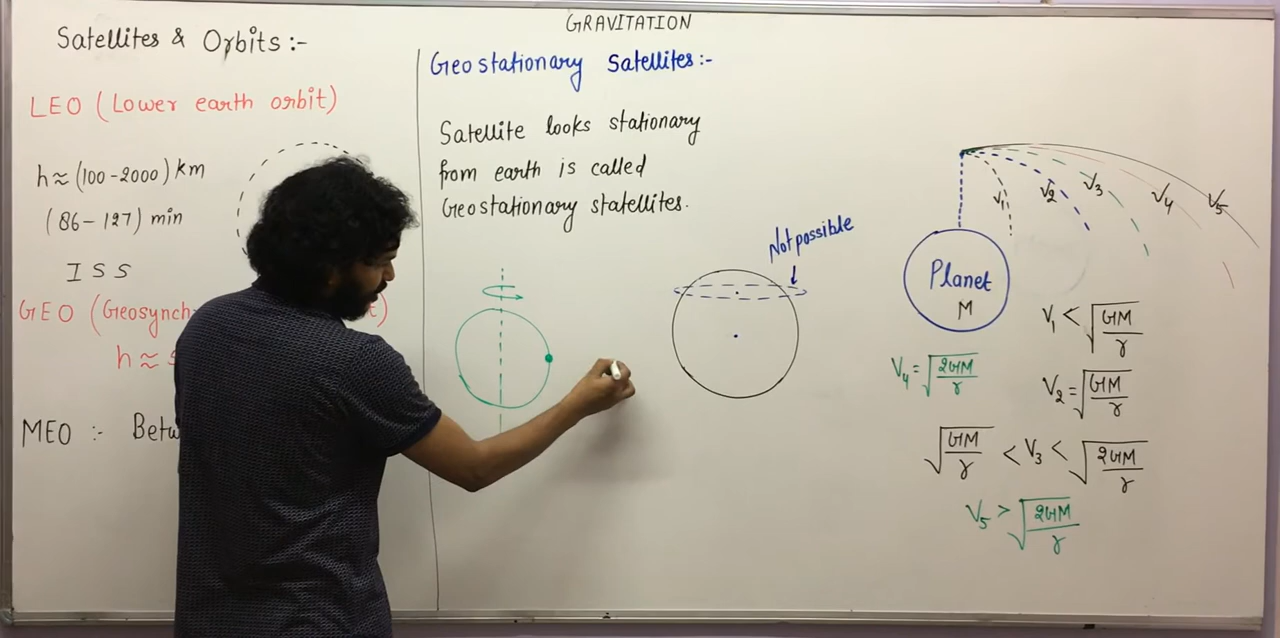 GRAVITATION
Satellites & Orbits :-
LEO (Lower earth orbit)
h ≈ (100 - 2000) km
(86 - 127) min
ISS
GEO (Geosynch
h ≈
MEO :-
Geostationary Satellites :-
Satellite looks stationary
from earth is called
Geostationary statellites.
Not possible
V₁
V₂
V₃
V₄
V₅
Planet
M
V₁ < √(GM/r)
V₄ = √(2GM/r)
V₂ = √(GM/r)
√(GM/r) < V₃ < √(2GM/r)
V₅ > √(2GM/r)